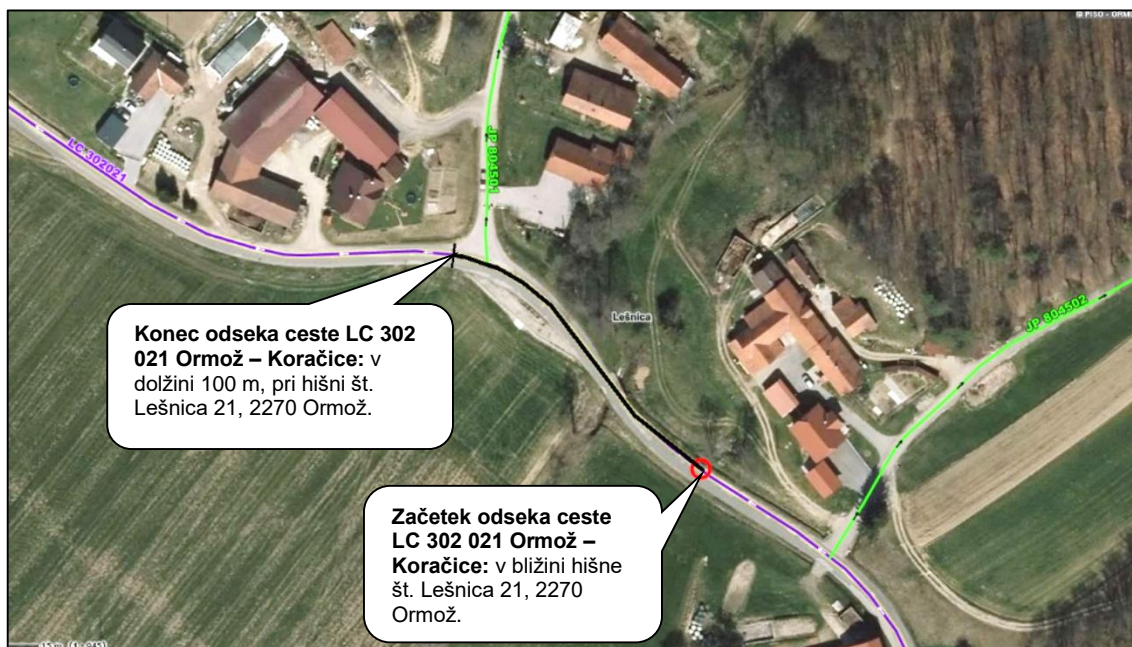 © PISO - ORMO
LC 302021
JP 804501
Lešnica
JP 804502
Konec odseka ceste LC 302
021 Ormož – Koračice: v
dolžini 100 m, pri hišni št.
Lešnica 21, 2270 Ormož.
Začetek odseka ceste
LC 302 021 Ormož –
Koračice: v bližini hišne
št. Lešnica 21, 2270
Ormož.